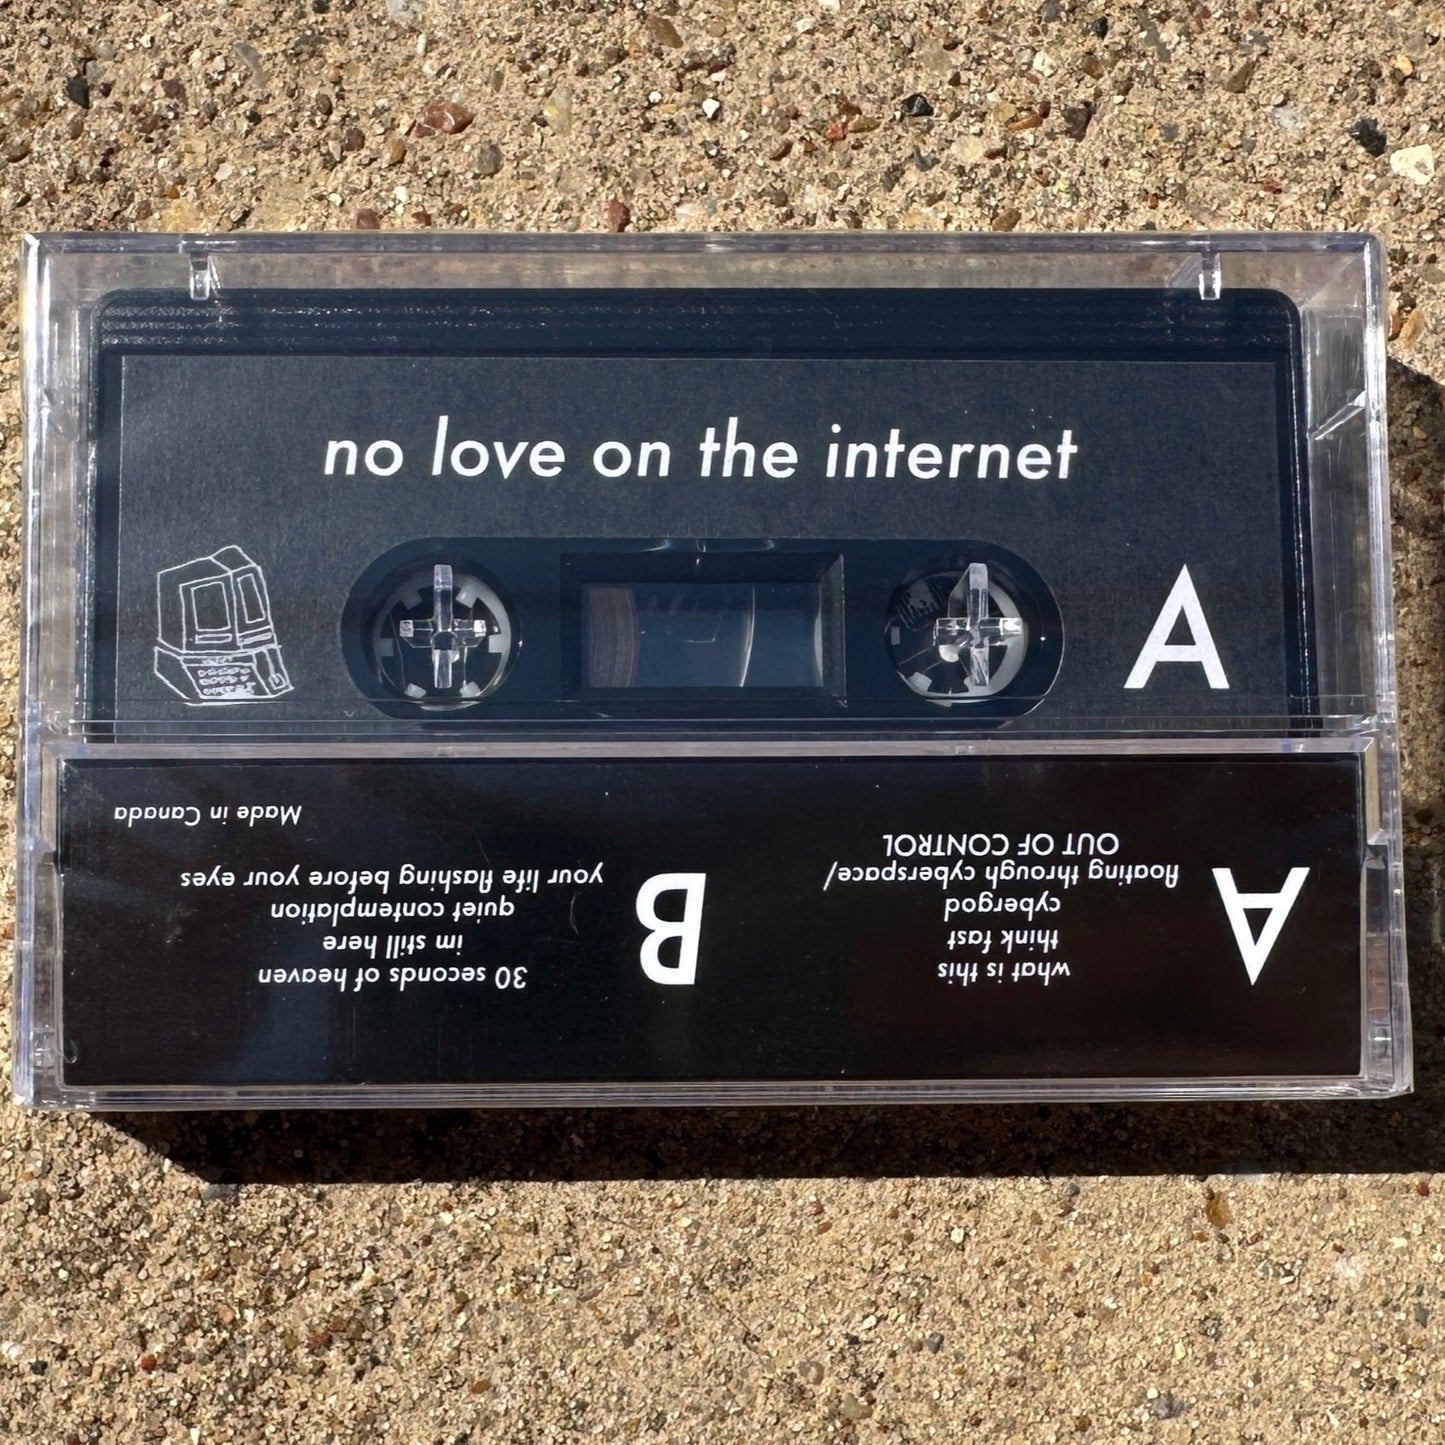 no love on the internet
A
A
what is this
think fast
cybergod
floating through cyberspace/
OUT OF CONTROL
B
30 seconds of heaven
im still here
quiet contemplation
your life flashing before your eyes
Made in Canada